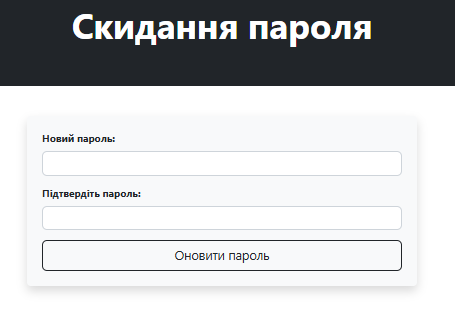 Скидання пароля
Новий пароль:
Підтвердіть пароль:
Оновити пароль